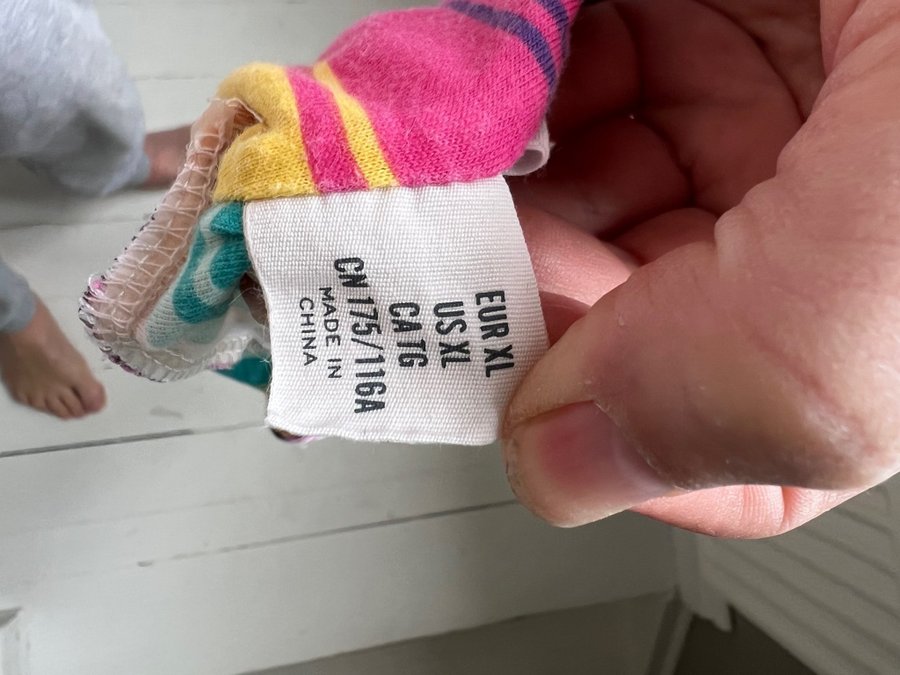 EUR XL
US XL
CA TG
CN 175/116A
MADE IN
CHINA